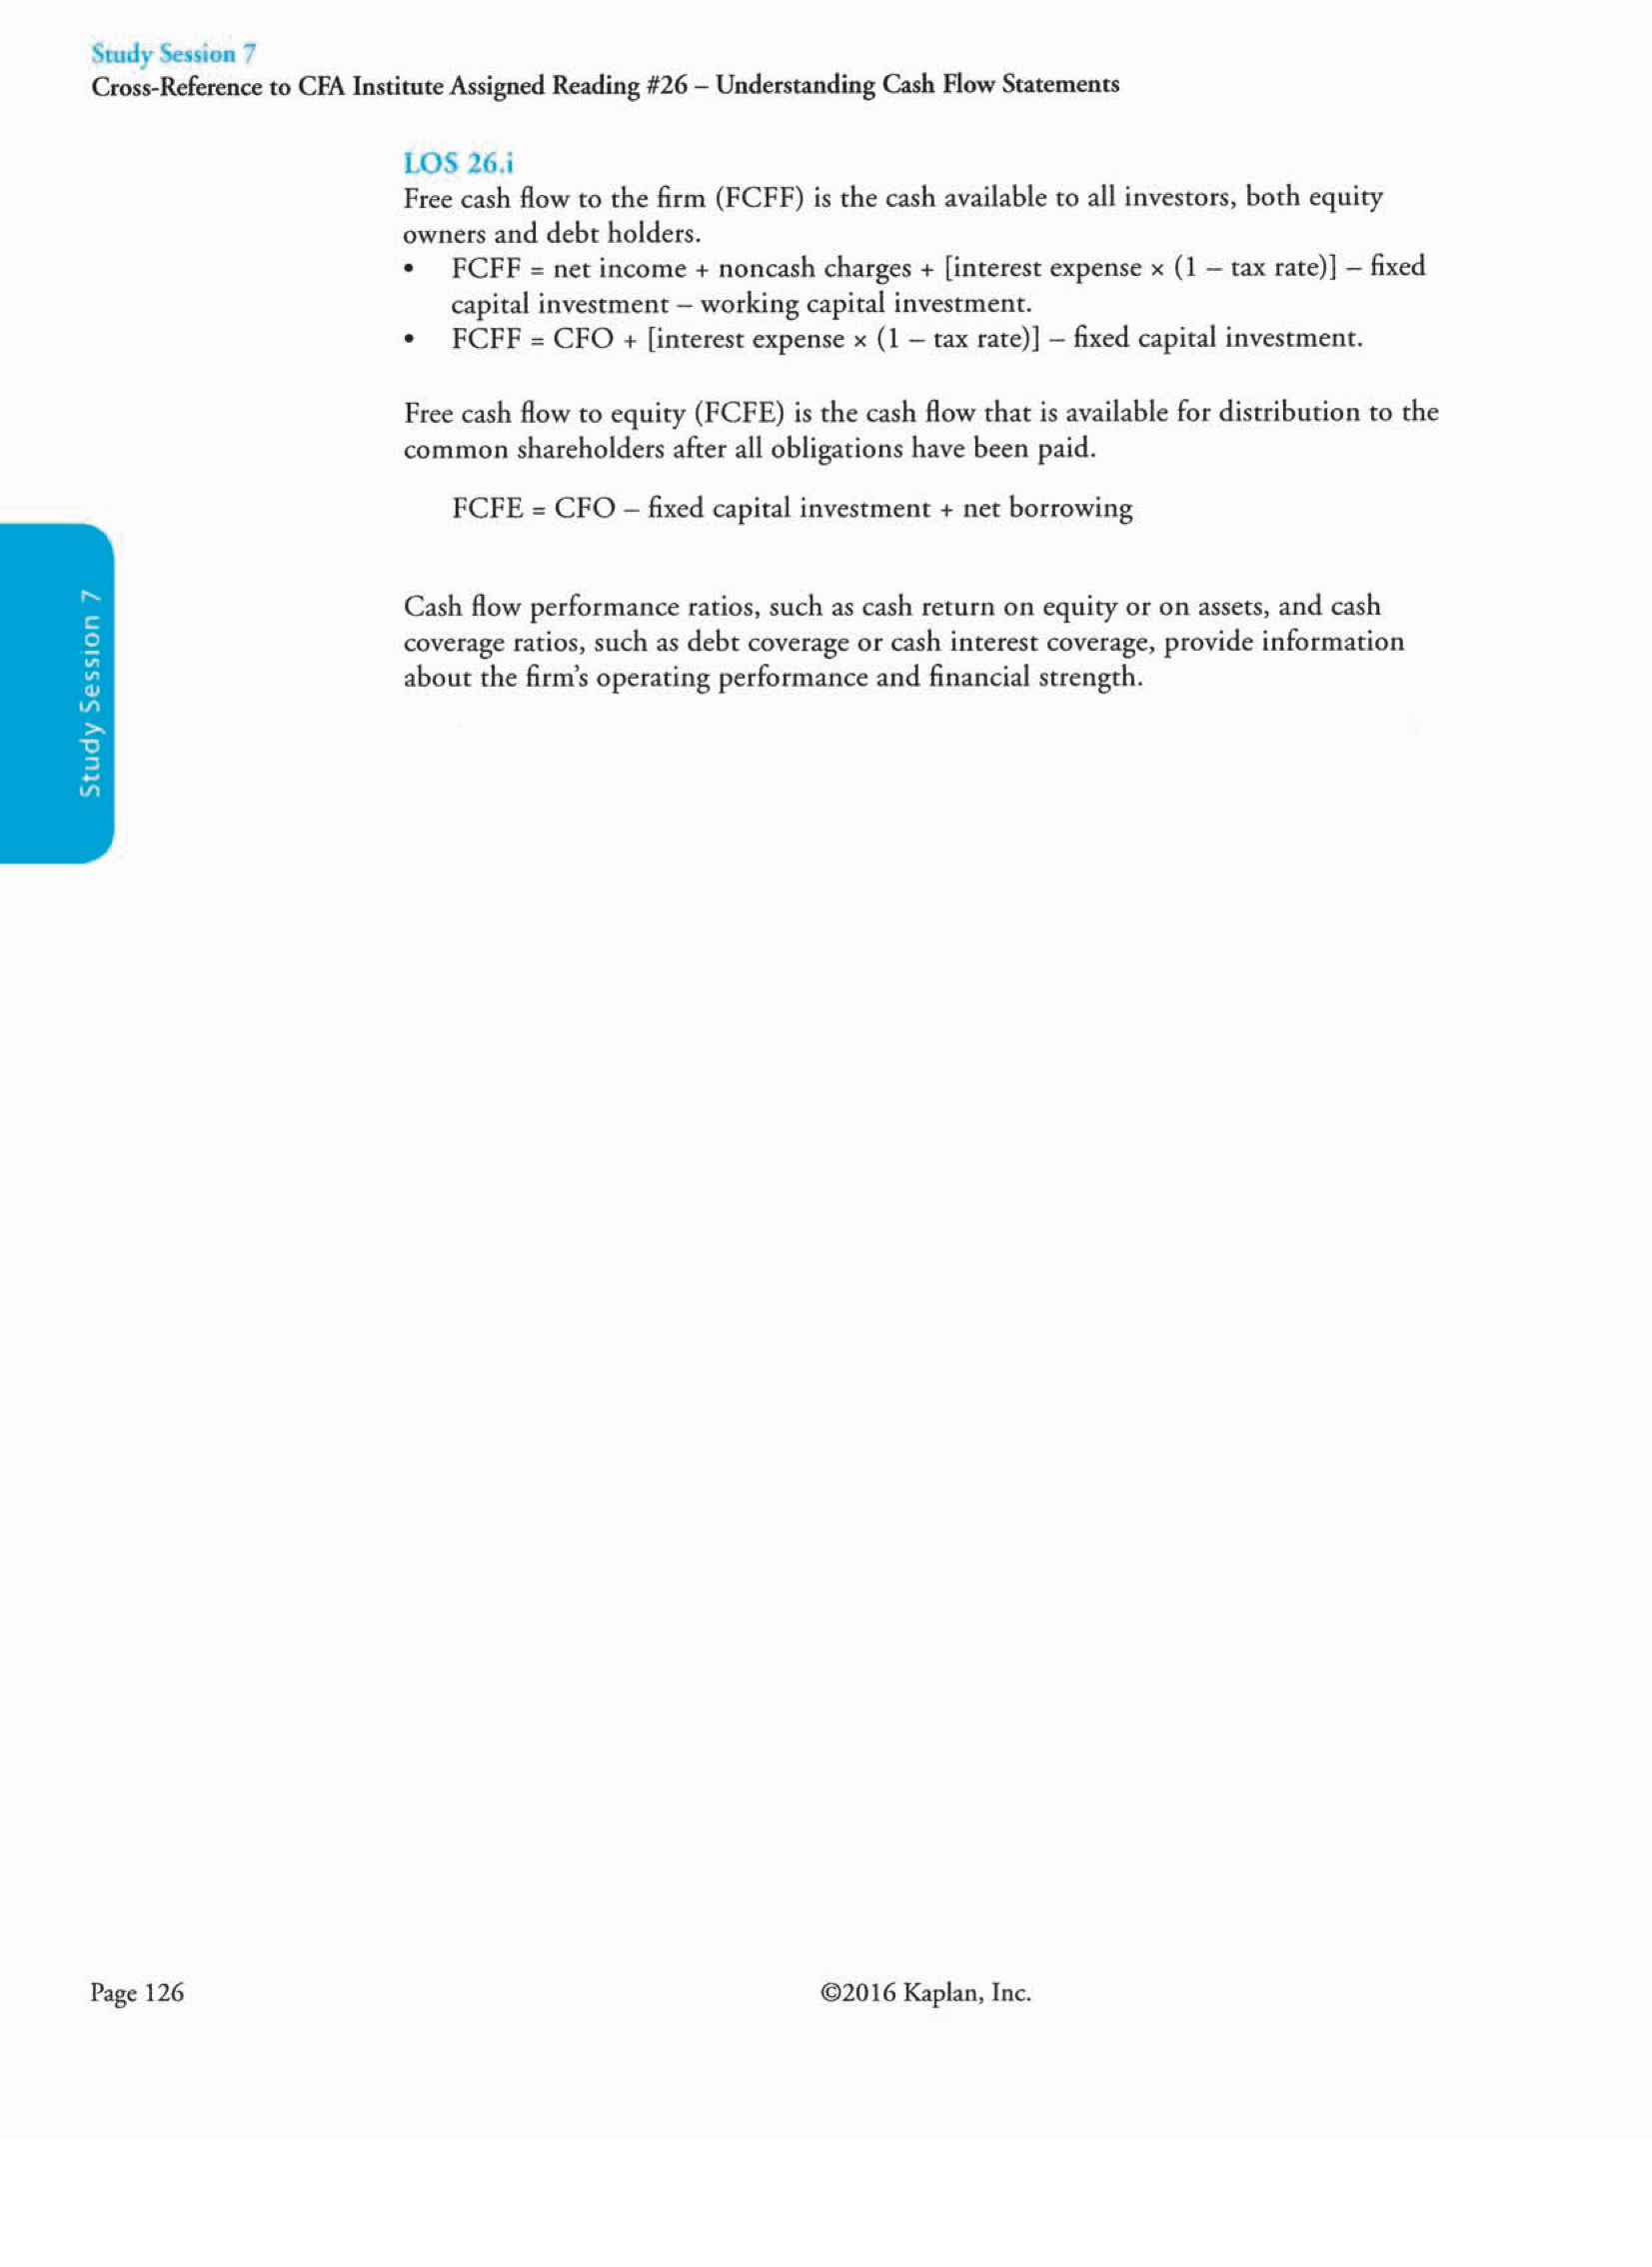 Study Session 7
Cross-Reference to CFA Institute Assigned Reading #26 – Understanding Cash Flow Statements
LOS 26.i
Free cash flow to the firm (FCFF) is the cash available to all investors, both equity
owners and debt holders.
• FCFF = net income + noncash charges + [interest expense × (1 – tax rate)] – fixed
capital investment – working capital investment.
• FCFF = CFO + [interest expense × (1 – tax rate)] – fixed capital investment.
Free cash flow to equity (FCFE) is the cash flow that is available for distribution to the
common shareholders after all obligations have been paid.
FCFE = CFO – fixed capital investment + net borrowing
Cash flow performance ratios, such as cash return on equity or on assets, and cash
coverage ratios, such as debt coverage or cash interest coverage, provide information
about the firm's operating performance and financial strength.
Study Session 7
Page 126
©2016 Kaplan, Inc.